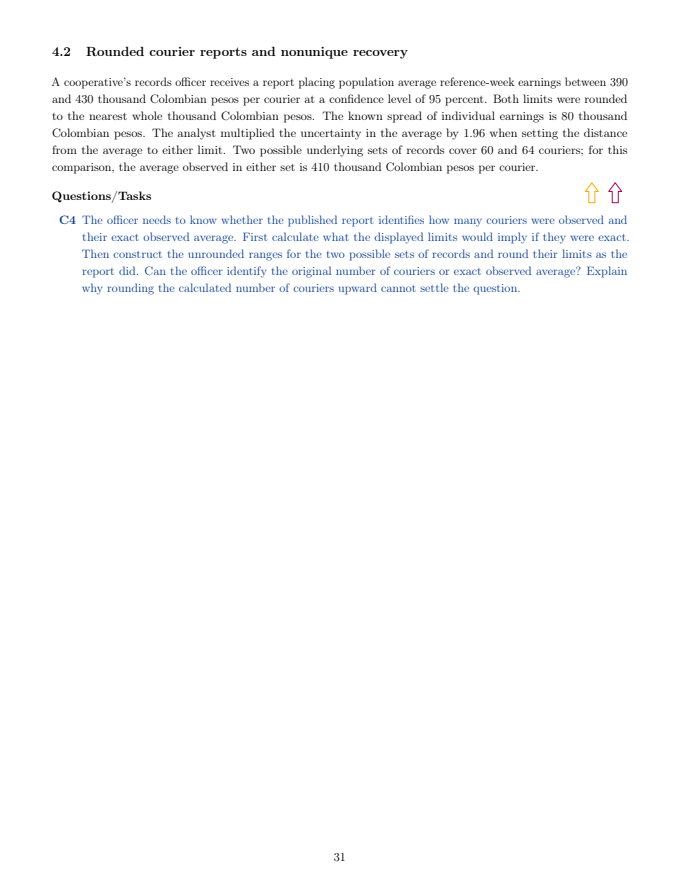 4.2 Rounded courier reports and nonunique recovery
A cooperative's records officer receives a report placing population average reference-week earnings between 390
and 430 thousand Colombian pesos per courier at a confidence level of 95 percent. Both limits were rounded
to the nearest whole thousand Colombian pesos. The known spread of individual earnings is 80 thousand
Colombian pesos. The analyst multiplied the uncertainty in the average by 1.96 when setting the distance
from the average to either limit. Two possible underlying sets of records cover 60 and 64 couriers; for this
comparison, the average observed in either set is 410 thousand Colombian pesos per courier.
Questions/Tasks
C4 The officer needs to know whether the published report identifies how many couriers were observed and
their exact observed average. First calculate what the displayed limits would imply if they were exact.
Then construct the unrounded ranges for the two possible sets of records and round their limits as the
report did. Can the officer identify the original number of couriers or exact observed average? Explain
why rounding the calculated number of couriers upward cannot settle the question.
31